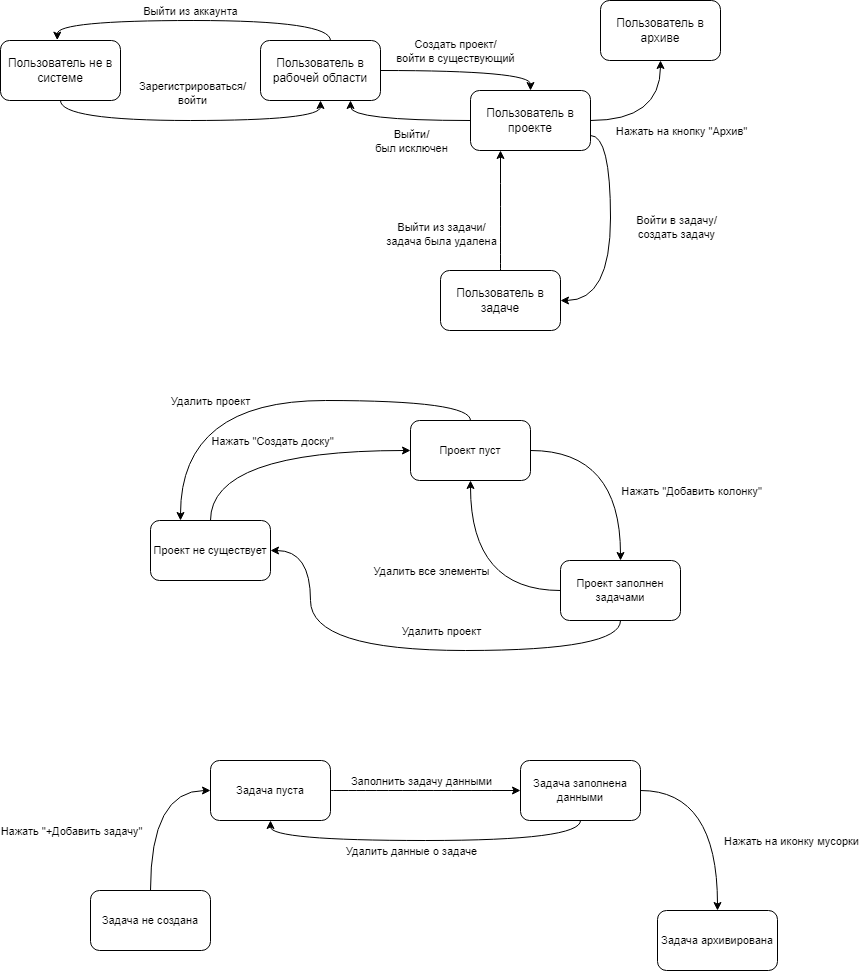 Выйти из аккаунта
Пользователь в
архиве
Пользователь не в
системе
Пользователь в
рабочей области
Создать проект/
войти в существующий
Зарегистрироваться/
войти
Пользователь в
проекте
Нажать на кнопку "Архив"
Выйти/
был исключен
Выйти из задачи/
задача была удалена
Войти в задачу/
создать задачу
Пользователь в
задаче
Удалить проект
Нажать "Создать доску"
Проект пуст
Нажать "Добавить колонку"
Проект не существует
Удалить все элементы
Проект заполнен
задачами
Удалить проект
Задача пуста
Заполнить задачу данными
Задача заполнена
данными
Нажать "+Добавить задачу"
Удалить данные о задаче
Нажать на иконку мусорки
Задача не создана
Задача архивирована